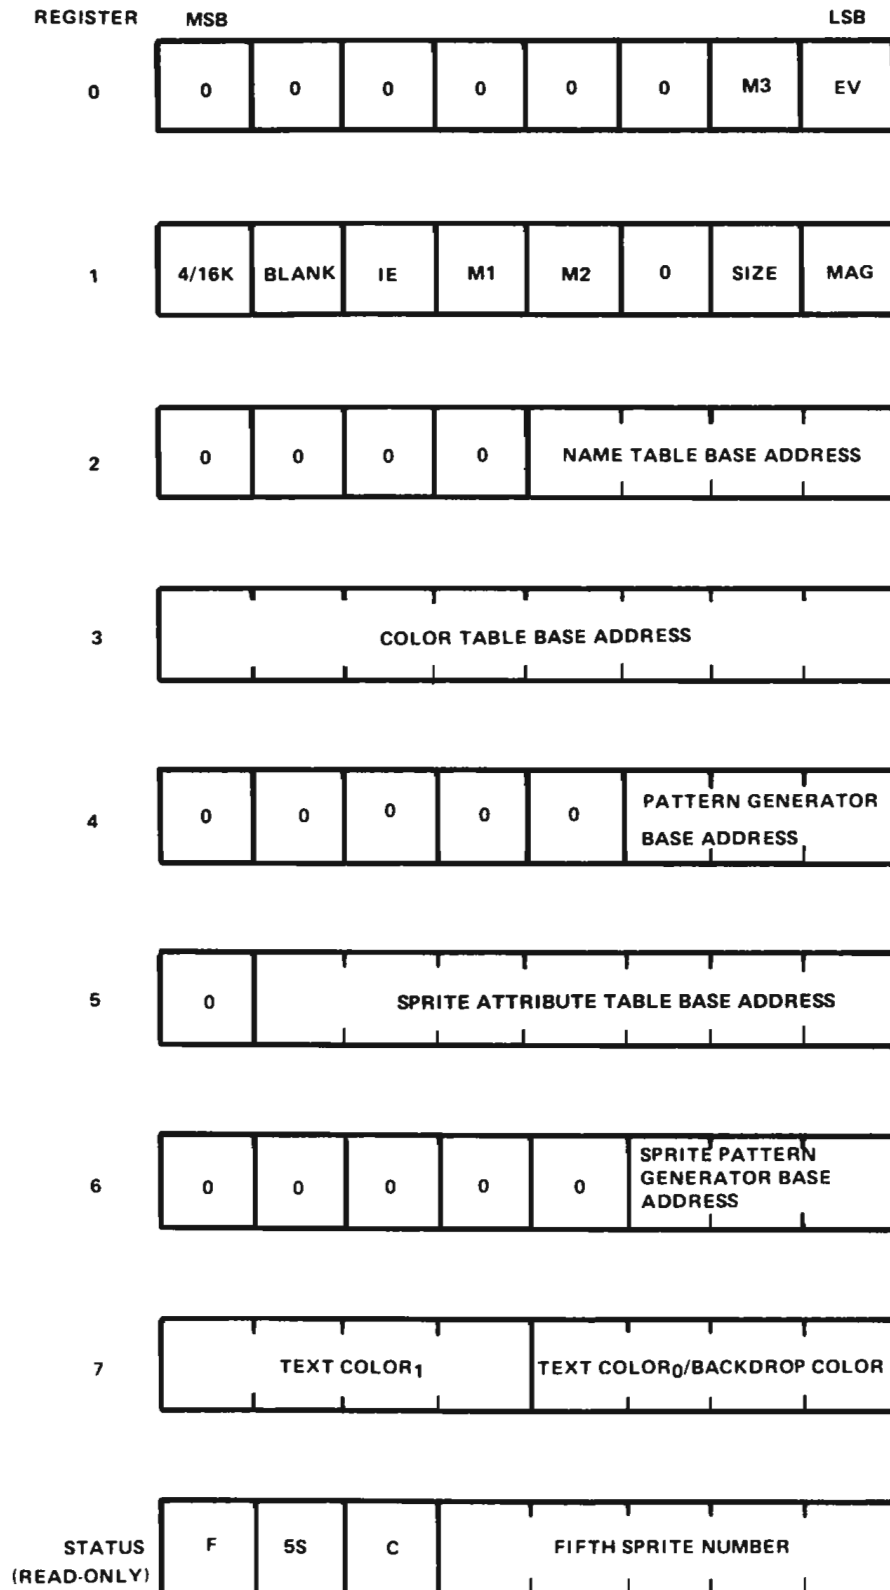 REGISTER MSB LSB
0 0 0 0 0 0 0 M3 EV
1 4/16K BLANK IE M1 M2 0 SIZE MAG
2 0 0 0 0 NAME TABLE BASE ADDRESS
3 COLOR TABLE BASE ADDRESS
4 0 0 0 0 0 PATTERN GENERATOR
BASE ADDRESS
5 0 SPRITE ATTRIBUTE TABLE BASE ADDRESS
6 0 0 0 0 0 SPRITE PATTERN
GENERATOR BASE
ADDRESS
7 TEXT COLOR1 TEXT COLOR0/BACKDROP COLOR
STATUS F 5S C FIFTH SPRITE NUMBER
(READ-ONLY)